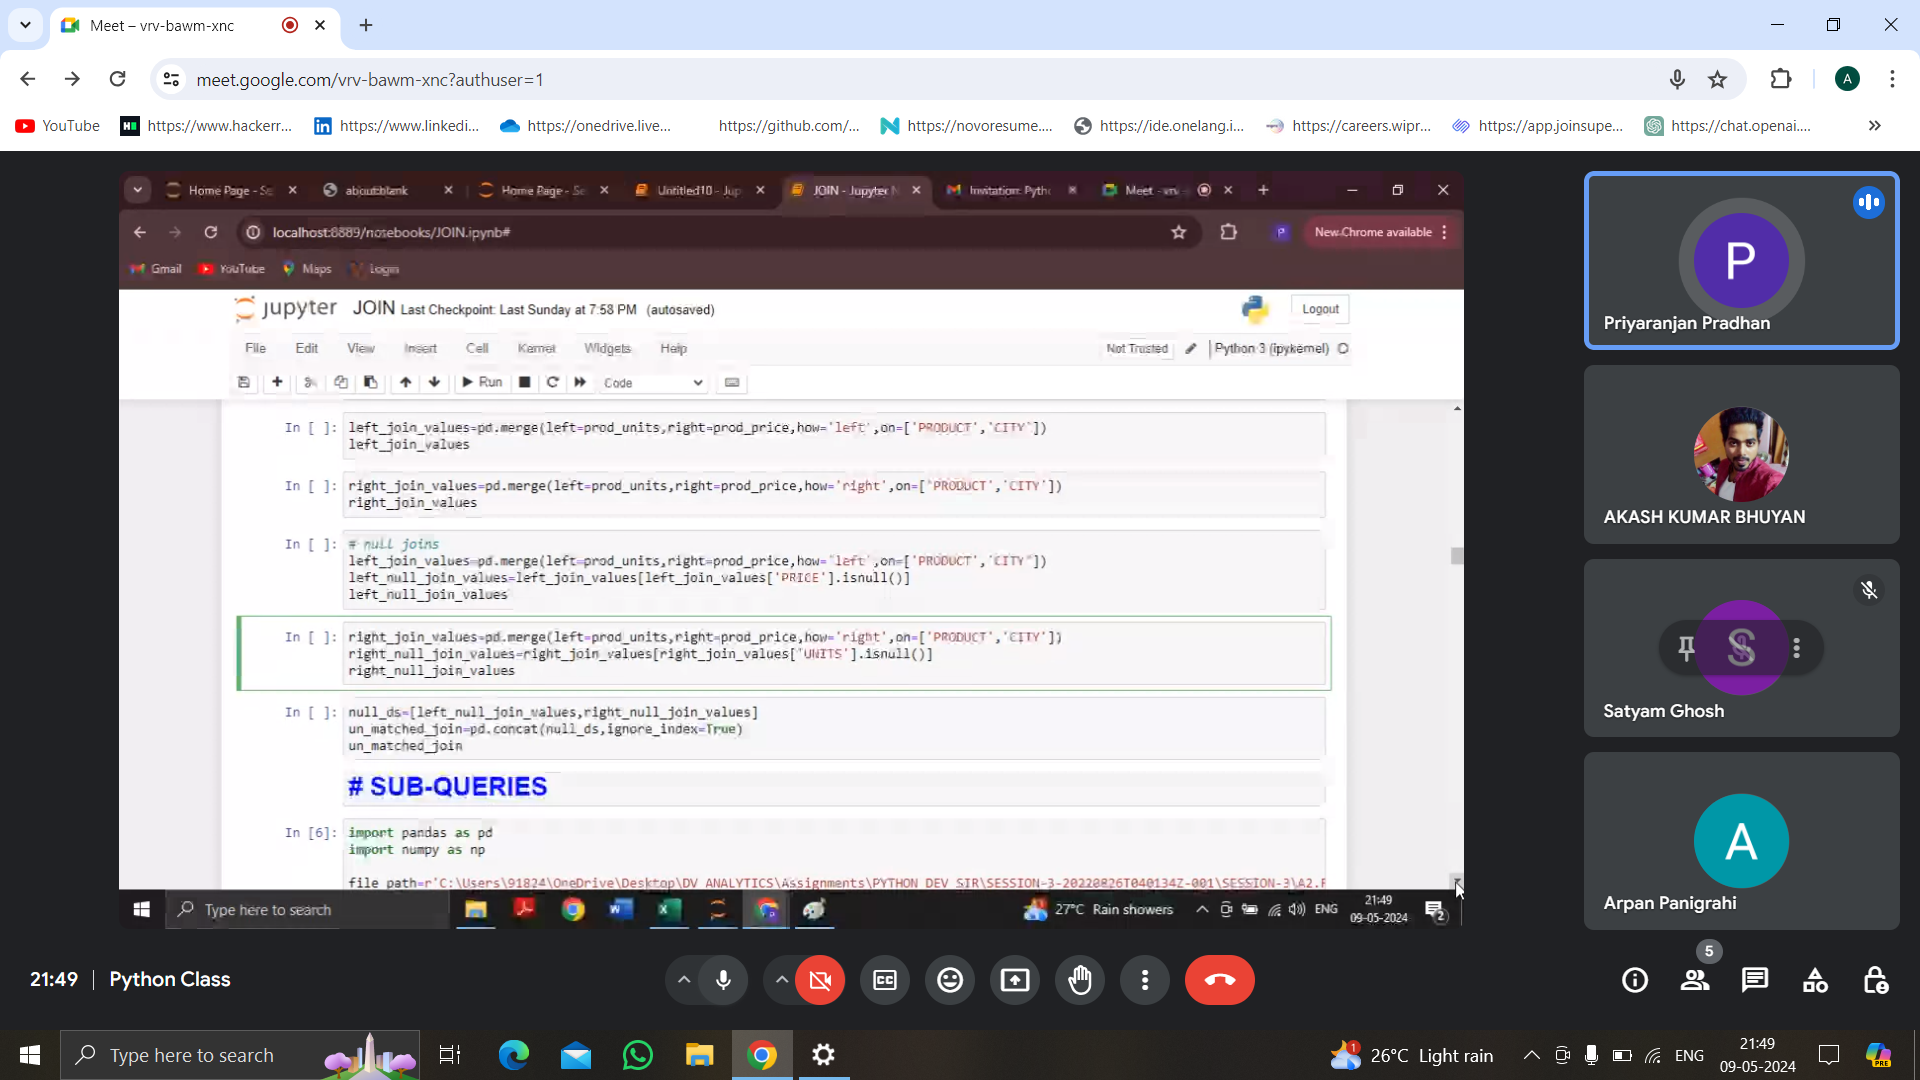 Meet – vrv-bawm-xnc
meet.google.com/vrv-bawm-xnc?authuser=1
A
YouTube
https://www.hackerr...
https://www.linkedi...
https://onedrive.live...
https://github.com/...
https://novoresume....
https://ide.onelang.i...
https://careers.wipr...
https://app.joinsupe...
https://chat.openai....
Home Page - Se
about:blank
Home Page - Se
Untitled10 - Jup
JOIN - Jupyter N
Invitation: Pyth
Meet - vrv
localhost:8889/notebooks/JOIN.ipynb#
P
New Chrome available
Gmail
YouTube
Maps
Login
jupyter
JOIN Last Checkpoint: Last Sunday at 7:58 PM (autosaved)
Logout
File Edit View Insert Cell Kernel Widgets Help
Not Trusted
Python 3 (ipykernel)
Run
Code
In [ ]: left_join_values=pd.merge(left=prod_units,right=prod_price,how='left',on=['PRODUCT','CITY'])
left_join_values
In [ ]: right_join_values=pd.merge(left=prod_units,right=prod_price,how='right',on=['PRODUCT','CITY'])
right_join_values
In [ ]: # null joins
left_join_values=pd.merge(left=prod_units,right=prod_price,how='left',on=['PRODUCT','CITY'])
left_null_join_values=left_join_values[left_join_values['PRICE'].isnull()]
left_null_join_values
In [ ]: right_join_values=pd.merge(left=prod_units,right=prod_price,how='right',on=['PRODUCT','CITY'])
right_null_join_values=right_join_values[right_join_values['UNITS'].isnull()]
right_null_join_values
In [ ]: null_ds=[left_null_join_values,right_null_join_values]
un_matched_join=pd.concat(null_ds,ignore_index=True)
un_matched_join
# SUB-QUERIES
In [6]: import pandas as pd
import numpy as np
file_path=r'C:\Users\91824\OneDrive\Desktop\DV ANALYTICS\Assignments\PYTHON DEV SIR\SESSION-3-20220826T040134Z-001\SESSION-3\A2.
Type here to search
27°C Rain showers
ENG
21:49
09-05-2024
2
P
Priyaranjan Pradhan
AKASH KUMAR BHUYAN
S
Satyam Ghosh
A
Arpan Panigrahi
21:49
Python Class
CC
5
Type here to search
1
26°C Light rain
ENG
21:49
09-05-2024
PRE